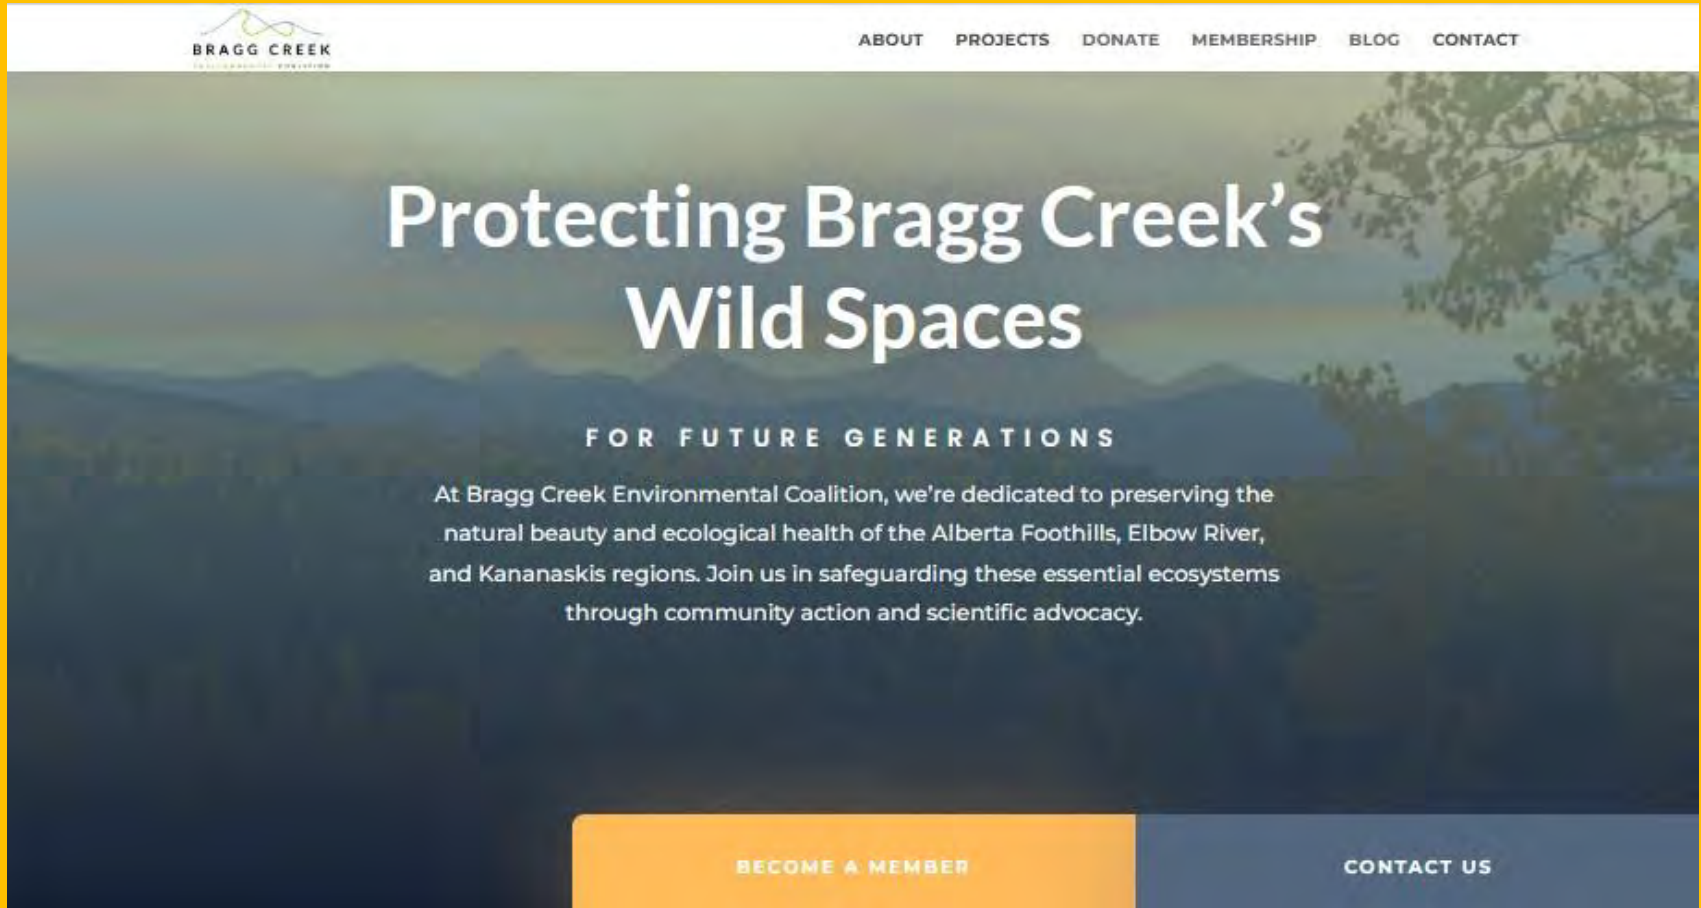 BRAGG CREEK
COALITION
ABOUT PROJECTS DONATE MEMBERSHIP BLOG CONTACT
Protecting Bragg Creek’s
Wild Spaces
FOR FUTURE GENERATIONS
At Bragg Creek Environmental Coalition, we’re dedicated to preserving the
natural beauty and ecological health of the Alberta Foothills, Elbow River,
and Kananaskis regions. Join us in safeguarding these essential ecosystems
through community action and scientific advocacy.
BECOME A MEMBER CONTACT US